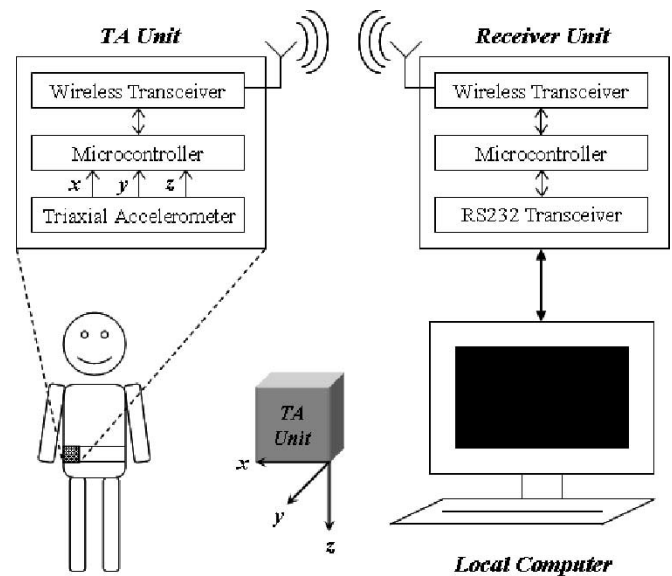 TA Unit
Wireless Transceiver
Microcontroller
x y z
Triaxial Accelerometer
Receiver Unit
Wireless Transceiver
Microcontroller
RS232 Transceiver
TA
Unit
x
y
z
Local Computer